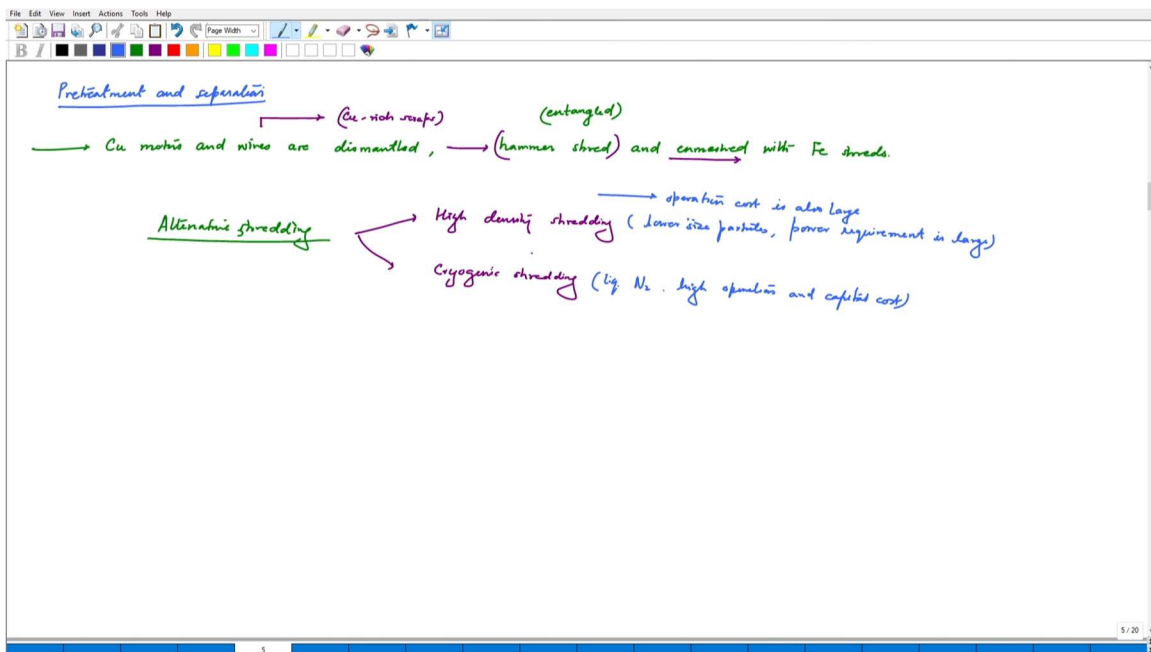 File Edit View Insert Actions Tools Help
Page Width
B I
Pretreatment and separation
(Cu-rich scraps) (entangled)
Cu motors and wires are dismantled, (hammer shred) and enmeshed with Fe shreds.
operation cost is also large
Alternative shredding
High density shredding (lower size particles, power requirement is large)
Cryogenic shredding (liq. N2. high operation and capital cost)
5 / 20
5